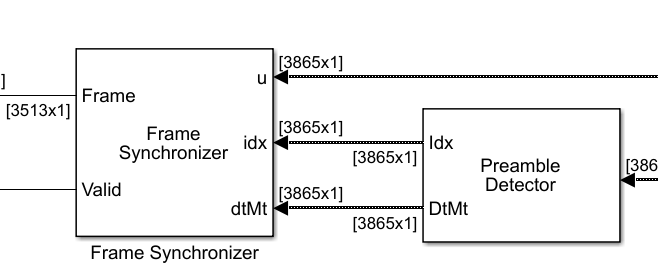 [3865x1]
u
]
Frame
[3513x1]
[3865x1]
Frame
Synchronizer
idx
Idx
[3865x1]
Preamble
Detector
[386
Valid
[3865x1]
dtMt
DtMt
[3865x1]
Frame Synchronizer